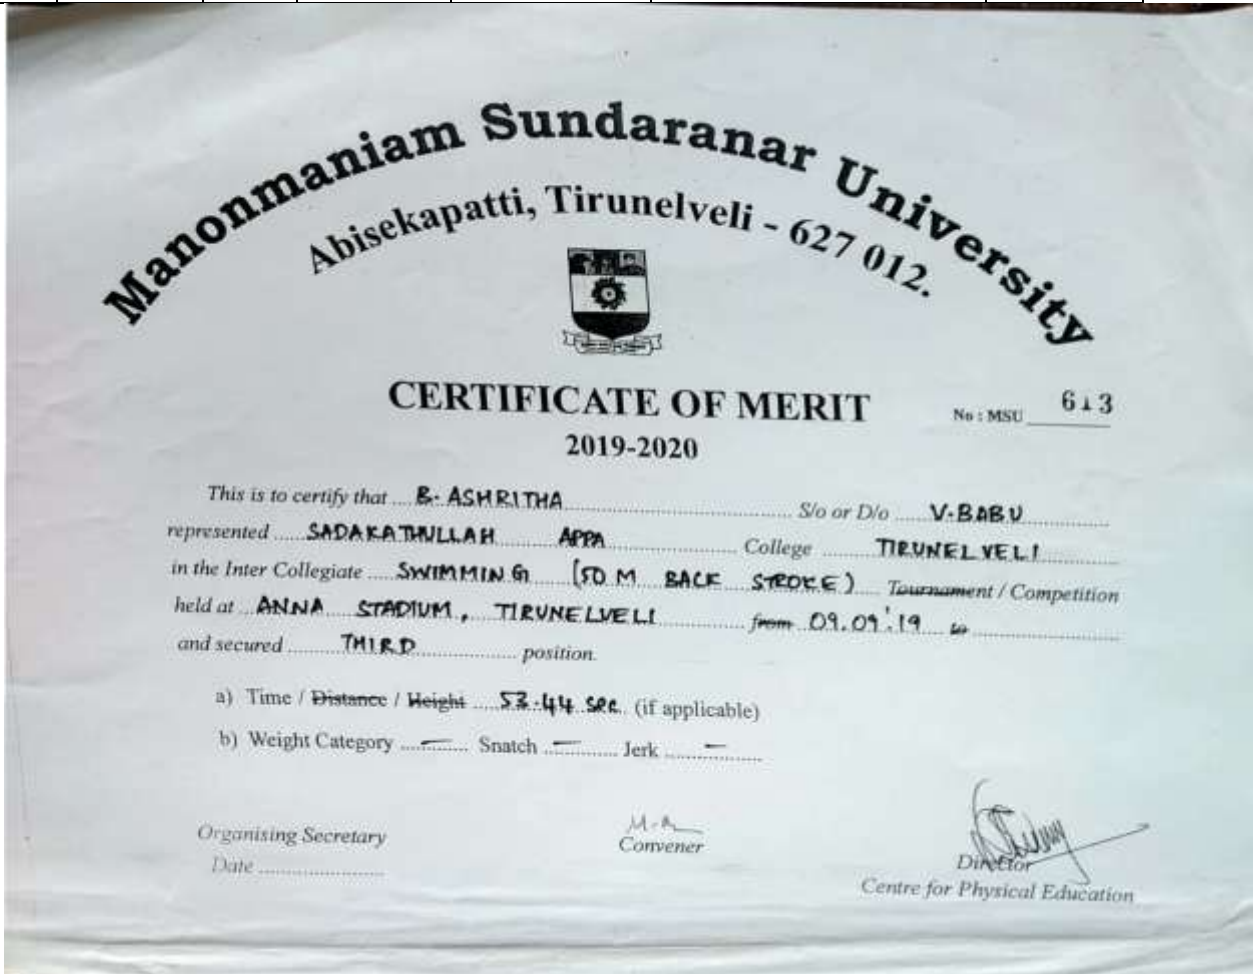 Manonmaniam Sundaranar University
Abisekapatti, Tirunelveli - 627 012.
CERTIFICATE OF MERIT
No : MSU 613
2019-2020
This is to certify that B. ASHRITHA S/o or D/o V. BABU
represented SADAKATHULLAH APPA College TIRUNELVELI
in the Inter Collegiate SWIMMING (50 M BACK STROKE) Tournament / Competition
held at ANNA STADIUM, TIRUNELVELI from 09.09.19 to
and secured THIRD position.
a) Time / Distance / Height 53.44 sec. (if applicable)
b) Weight Category — Snatch — Jerk —
Organising Secretary
Date
Convener
Director
Centre for Physical Education